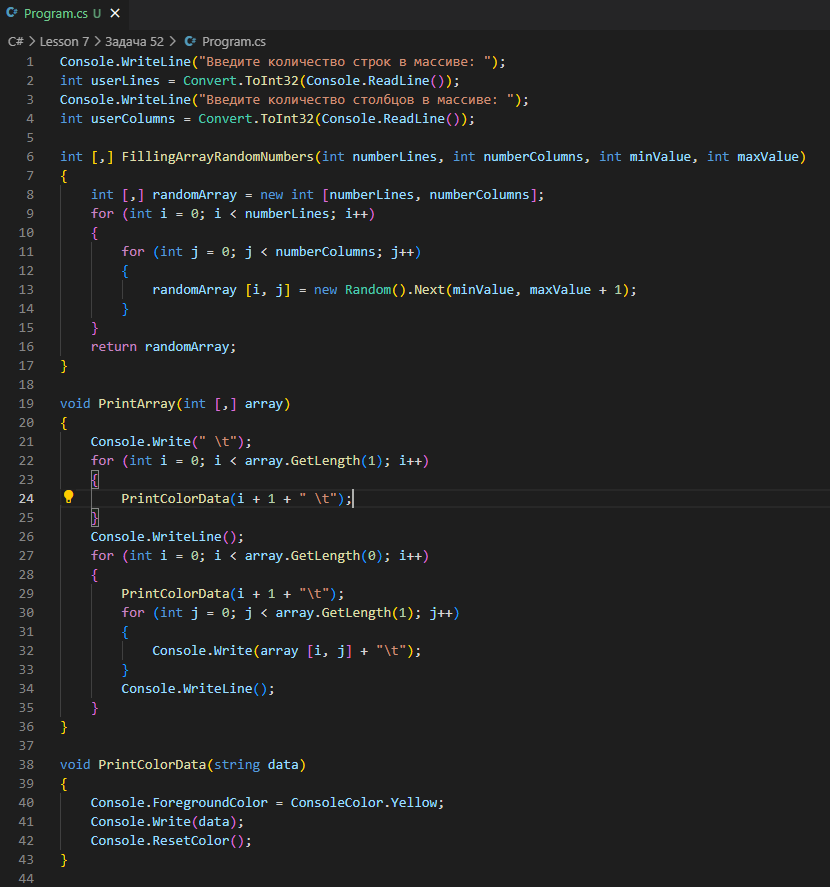 C# Program.cs U ×
C# > Lesson 7 > Задача 52 > C# Program.cs
1 Console.WriteLine("Введите количество строк в массиве: ");
2 int userLines = Convert.ToInt32(Console.ReadLine());
3 Console.WriteLine("Введите количество столбцов в массиве: ");
4 int userColumns = Convert.ToInt32(Console.ReadLine());
5
6 int [,] FillingArrayRandomNumbers(int numberLines, int numberColumns, int minValue, int maxValue)
7 {
8     int [,] randomArray = new int [numberLines, numberColumns];
9     for (int i = 0; i < numberLines; i++)
10     {
11         for (int j = 0; j < numberColumns; j++)
12         {
13             randomArray [i, j] = new Random().Next(minValue, maxValue + 1);
14         }
15     }
16     return randomArray;
17 }
18
19 void PrintArray(int [,] array)
20 {
21     Console.Write(" \t");
22     for (int i = 0; i < array.GetLength(1); i++)
23     {
24         PrintColorData(i + 1 + " \t");
25     }
26     Console.WriteLine();
27     for (int i = 0; i < array.GetLength(0); i++)
28     {
29         PrintColorData(i + 1 + "\t");
30         for (int j = 0; j < array.GetLength(1); j++)
31         {
32             Console.Write(array [i, j] + "\t");
33         }
34         Console.WriteLine();
35     }
36 }
37
38 void PrintColorData(string data)
39 {
40     Console.ForegroundColor = ConsoleColor.Yellow;
41     Console.Write(data);
42     Console.ResetColor();
43 }
44